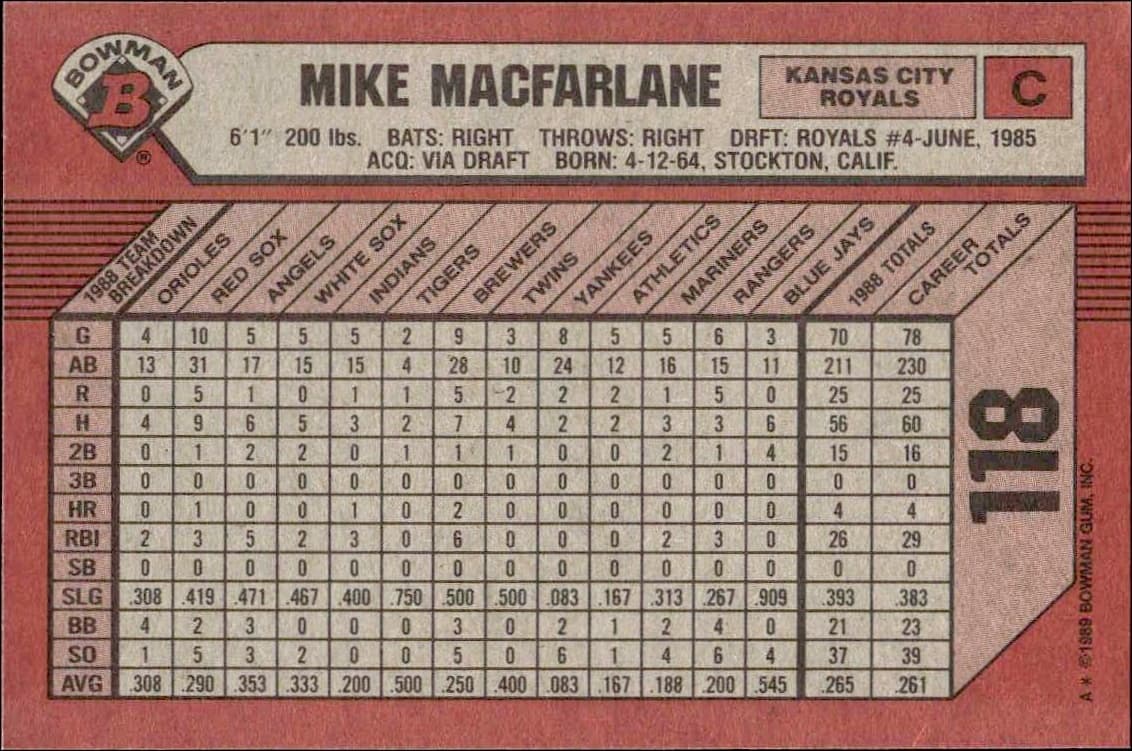 BOWMAN
B
®
MIKE MACFARLANE
KANSAS CITY
ROYALS
C
6'1" 200 lbs. BATS: RIGHT THROWS: RIGHT DRFT: ROYALS #4-JUNE, 1985
ACQ: VIA DRAFT BORN: 4-12-64, STOCKTON, CALIF.
1988 TEAM BREAKDOWN ORIOLES RED SOX ANGELS WHITE SOX INDIANS TIGERS BREWERS TWINS YANKEES ATHLETICS MARINERS RANGERS BLUE JAYS 1988 TOTALS CAREER TOTALS
G 4 10 5 5 5 2 9 3 8 5 5 6 3 70 78
AB 13 31 17 15 15 4 28 10 24 12 16 15 11 211 230
R 0 5 1 0 1 1 5 2 2 2 1 5 0 25 25
H 4 9 6 5 3 2 7 4 2 2 3 3 6 56 60
2B 0 1 2 2 0 1 1 1 0 0 2 1 4 15 16
3B 0 0 0 0 0 0 0 0 0 0 0 0 0 0 0
HR 0 1 0 0 1 0 2 0 0 0 0 0 0 4 4
RBI 2 3 5 2 3 0 6 0 0 0 2 3 0 26 29
SB 0 0 0 0 0 0 0 0 0 0 0 0 0 0 0
SLG .308 .419 .471 .467 .400 .750 .500 .500 .083 .167 .313 .267 .909 .393 .383
BB 4 2 3 0 0 0 3 0 2 1 2 4 0 21 23
SO 1 5 3 2 0 0 5 0 6 1 4 6 4 37 39
AVG .308 .290 .353 .333 .200 .500 .250 .400 .083 .167 .188 .200 .545 .265 .261
118
A * ©1989 BOWMAN GUM, INC.